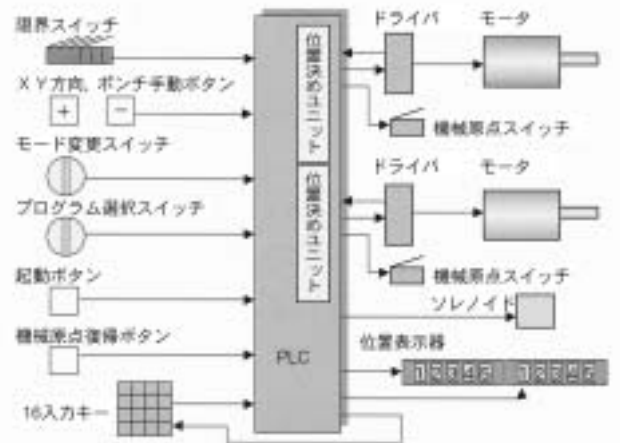 限界スイッチ
XY方向、ポンチ手動ボタン
+ -
モード変更スイッチ
プログラム選択スイッチ
起動ボタン
機械原点復帰ボタン
16入力キー
位置決めユニット
位置決めユニット
PLC
ドライバ モータ
機械原点スイッチ
ドライバ モータ
機械原点スイッチ
ソレノイド
位置表示器
12345 12345